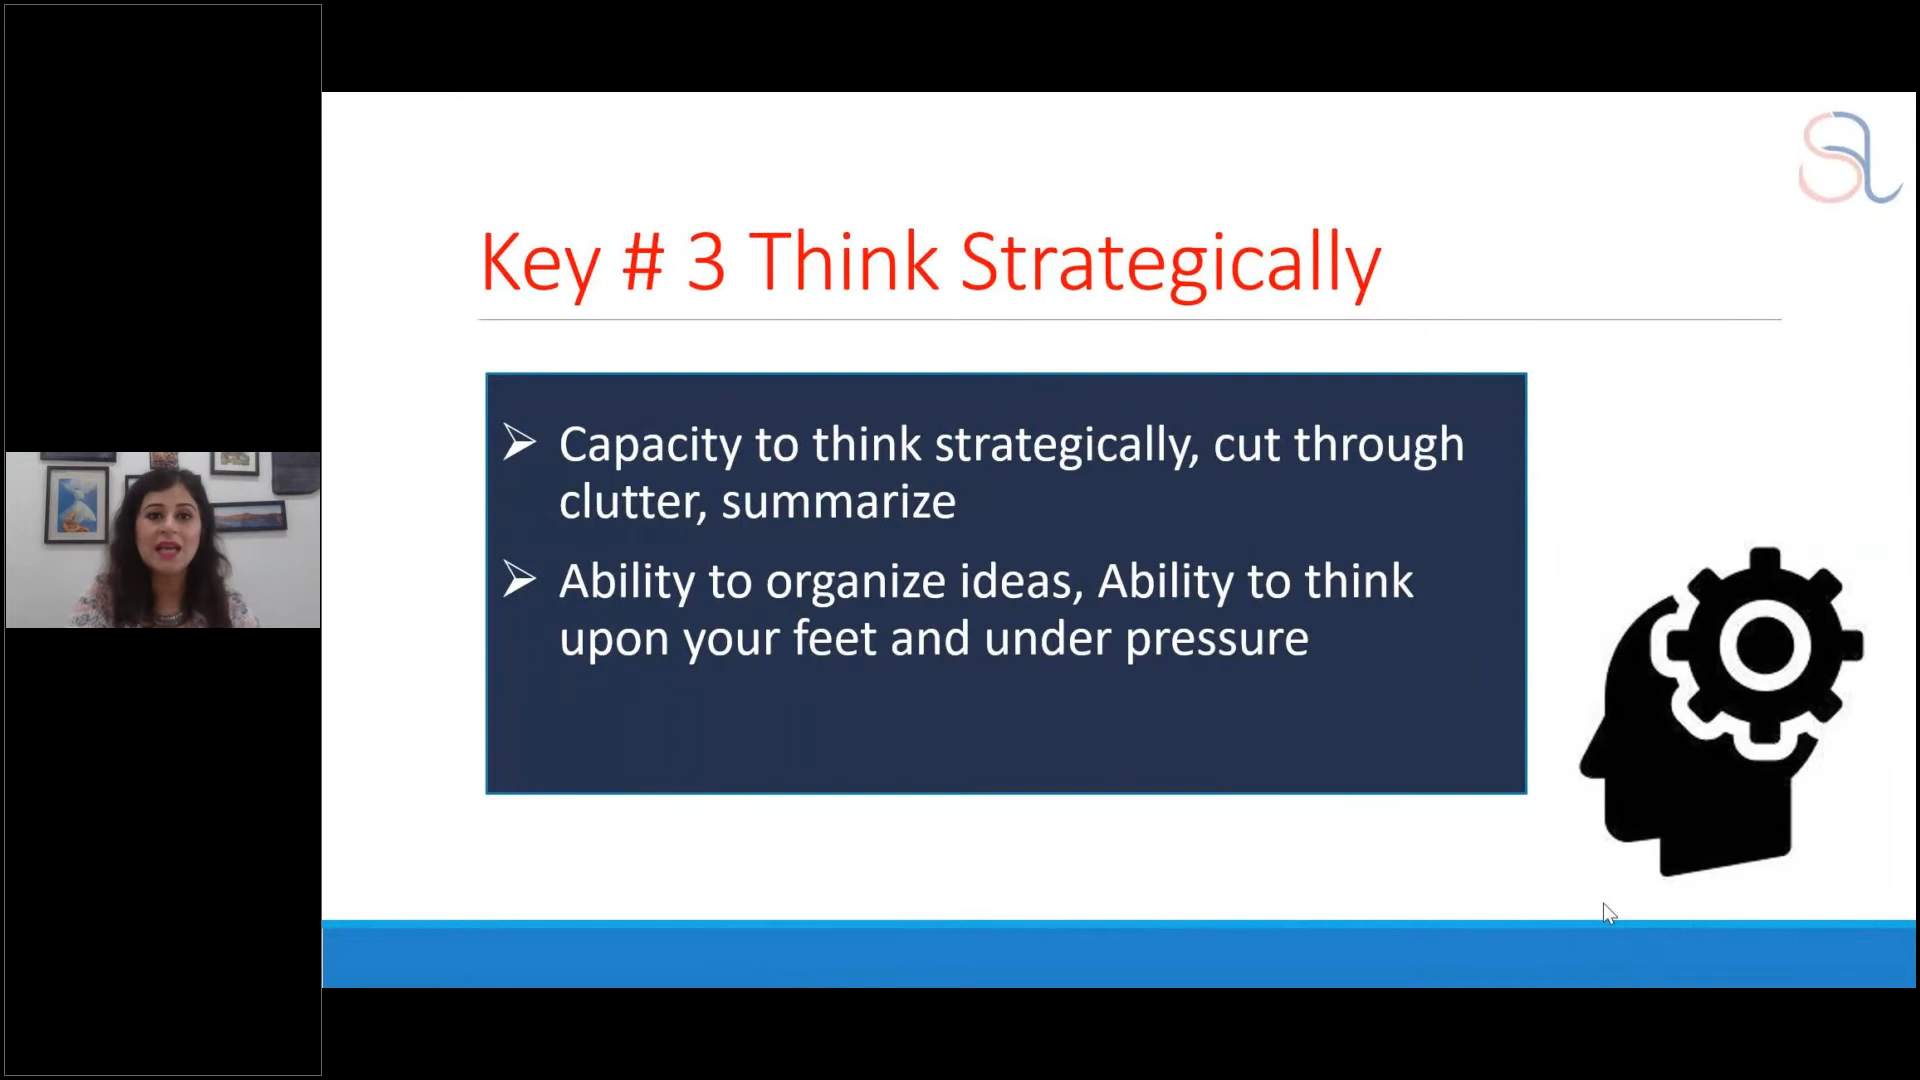 Key # 3 Think Strategically
➢ Capacity to think strategically, cut through
clutter, summarize
➢ Ability to organize ideas, Ability to think
upon your feet and under pressure